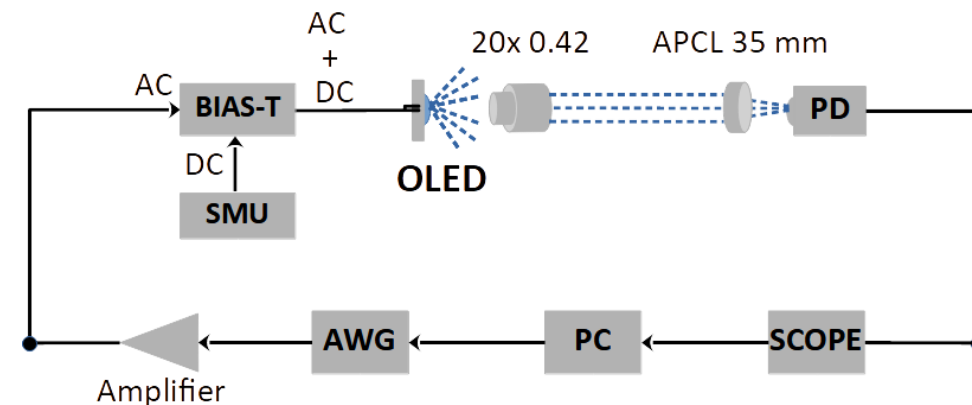 AC
+
DC
20x 0.42
APCL 35 mm
AC
BIAS-T
PD
DC
OLED
SMU
AWG
PC
SCOPE
Amplifier